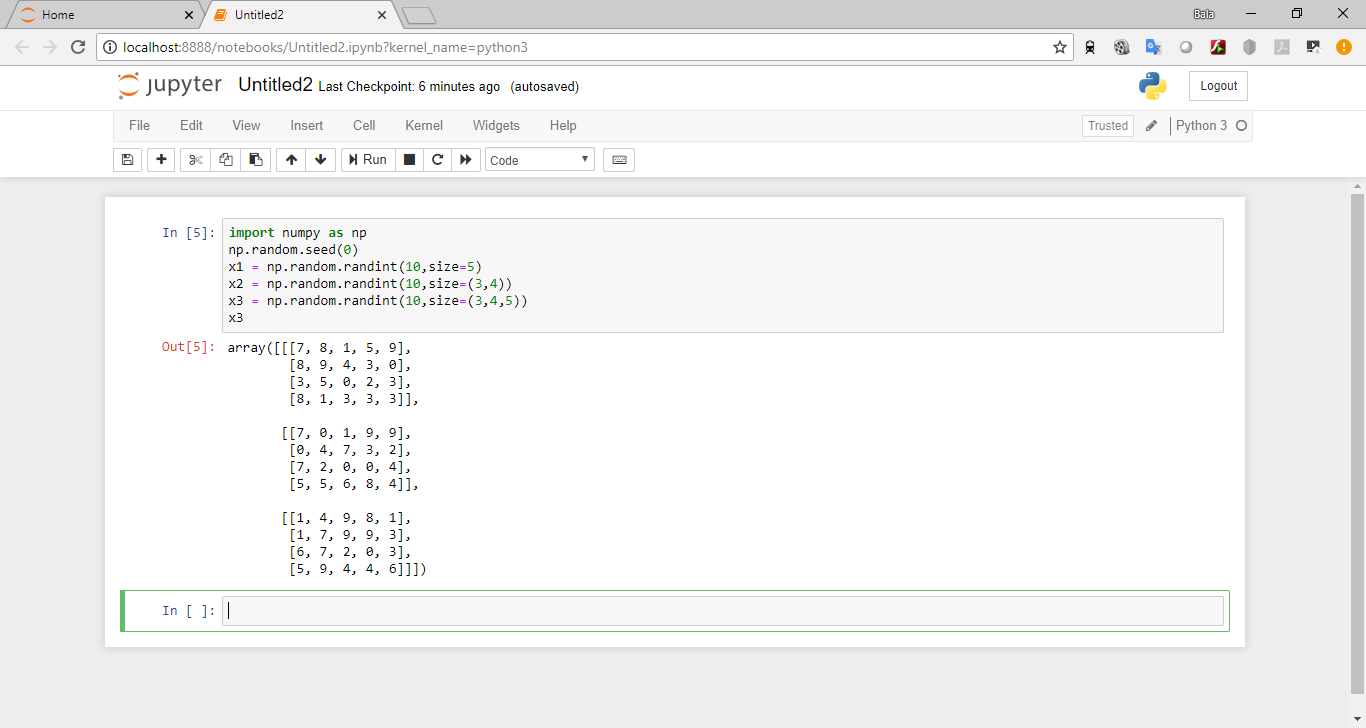 Home
Untitled2
Bala
localhost:8888/notebooks/Untitled2.ipynb?kernel_name=python3
jupyter Untitled2 Last Checkpoint: 6 minutes ago (autosaved)
Logout
File Edit View Insert Cell Kernel Widgets Help
Trusted
Python 3
Run
Code
In [5]:
import numpy as np
np.random.seed(0)
x1 = np.random.randint(10,size=5)
x2 = np.random.randint(10,size=(3,4))
x3 = np.random.randint(10,size=(3,4,5))
x3
Out[5]: array([[[7, 8, 1, 5, 9],
[8, 9, 4, 3, 0],
[3, 5, 0, 2, 3],
[8, 1, 3, 3, 3]],
[[7, 0, 1, 9, 9],
[0, 4, 7, 3, 2],
[7, 2, 0, 0, 4],
[5, 5, 6, 8, 4]],
[[1, 4, 9, 8, 1],
[1, 7, 9, 9, 3],
[6, 7, 2, 0, 3],
[5, 9, 4, 4, 6]]])
In [ ]: